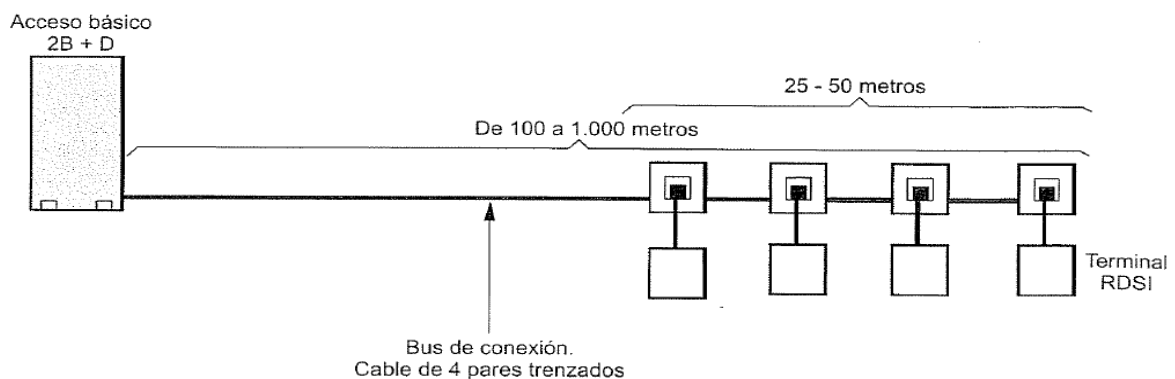 Acceso básico
2B + D
25 - 50 metros
De 100 a 1.000 metros
Terminal
RDSI
Bus de conexión.
Cable de 4 pares trenzados